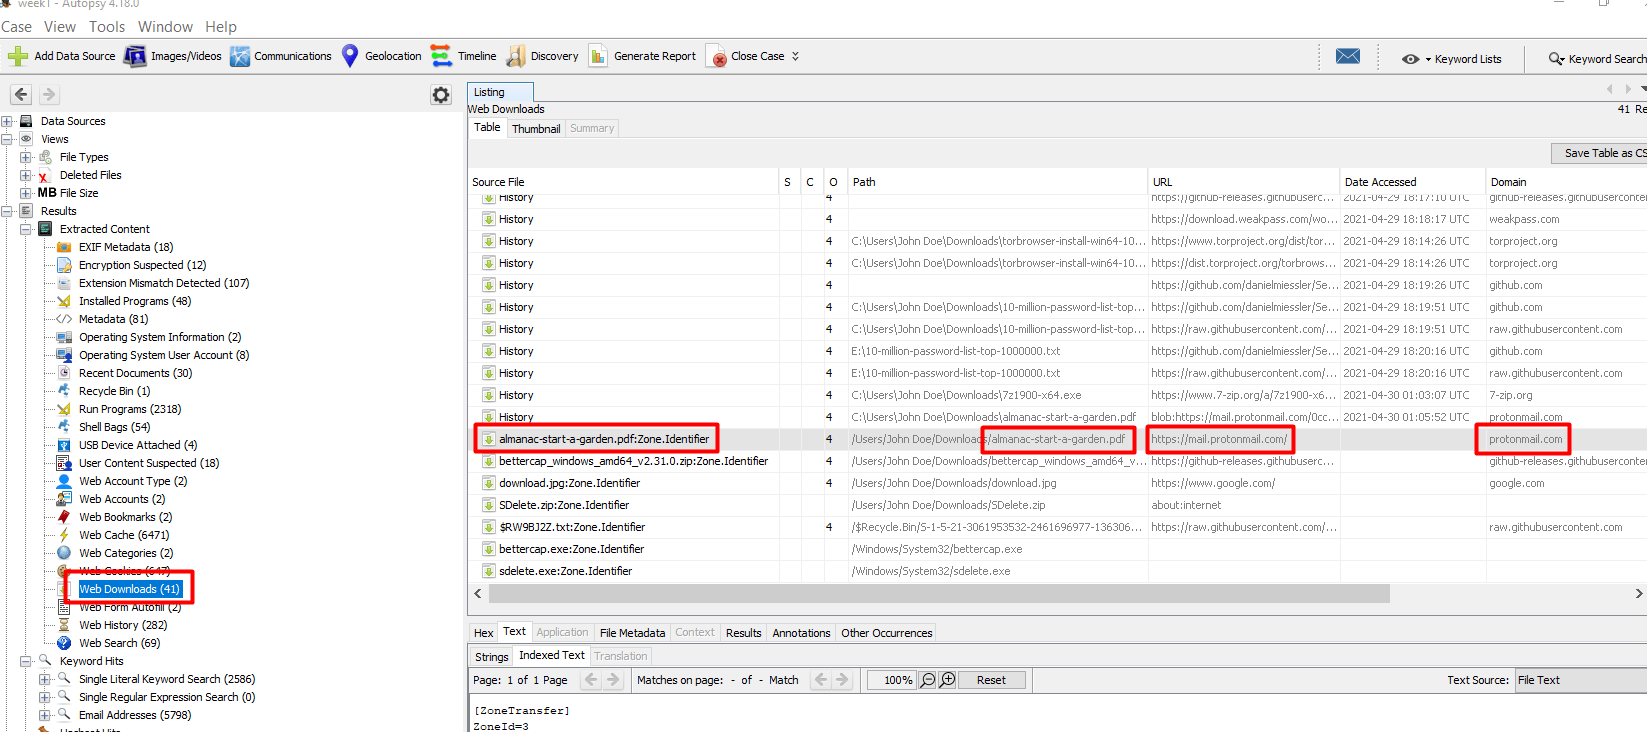 week1 - Autopsy 4.18.0
Case View Tools Window Help
Add Data Source Images/Videos Communications Geolocation Timeline Discovery Generate Report Close Case Keyword Lists Keyword Search
Data Sources
Views
File Types
Deleted Files
MB File Size
Results
Extracted Content
EXIF Metadata (18)
Encryption Suspected (12)
Extension Mismatch Detected (107)
Installed Programs (48)
Metadata (81)
Operating System Information (2)
Operating System User Account (8)
Recent Documents (30)
Recycle Bin (1)
Run Programs (2318)
Shell Bags (54)
USB Device Attached (4)
User Content Suspected (18)
Web Account Type (2)
Web Accounts (2)
Web Bookmarks (2)
Web Cache (6471)
Web Categories (2)
Web Cookies (647)
Web Downloads (41)
Web Form Autofill (2)
Web History (282)
Web Search (69)
Keyword Hits
Single Literal Keyword Search (2586)
Single Regular Expression Search (0)
Email Addresses (5798)
Listing
Web Downloads
41 Re
Table Thumbnail Summary
Save Table as CS
Source File S C O Path URL Date Accessed Domain
History 4 https://github-releases.githubuserc... 2021-04-29 18:17:10 UTC github-releases.githubusercontent
History https://download.weakpass.com/wo... 2021-04-29 18:18:17 UTC weakpass.com
History 4 C:\Users\John Doe\Downloads\torbrowser-install-win64-10... https://www.torproject.org/dist/tor... 2021-04-29 18:14:26 UTC torproject.org
History 4 C:\Users\John Doe\Downloads\torbrowser-install-win64-10... https://dist.torproject.org/torbrows... 2021-04-29 18:14:26 UTC torproject.org
History 4 https://github.com/danielmiessler/Se... 2021-04-29 18:19:26 UTC github.com
History 4 C:\Users\John Doe\Downloads\10-million-password-list-top-... https://github.com/danielmiessler/Se... 2021-04-29 18:19:51 UTC github.com
History 4 C:\Users\John Doe\Downloads\10-million-password-list-top-... https://raw.githubusercontent.com/... 2021-04-29 18:19:51 UTC raw.githubusercontent.com
History 4 E:\10-million-password-list-top-1000000.txt https://github.com/danielmiessler/Se... 2021-04-29 18:20:16 UTC github.com
History 4 E:\10-million-password-list-top-1000000.txt https://raw.githubusercontent.com/... 2021-04-29 18:20:16 UTC raw.githubusercontent.com
History 4 C:\Users\John Doe\Downloads\7z1900-x64.exe https://www.7-zip.org/a/7z1900-x6... 2021-04-30 01:03:07 UTC 7-zip.org
History 4 C:\Users\John Doe\Downloads\almanac-start-a-garden.pdf blob:https://mail.protonmail.com/0cc... 2021-04-30 01:05:52 UTC protonmail.com
almanac-start-a-garden.pdf:Zone.Identifier 4 /Users/John Doe/Downloads/almanac-start-a-garden.pdf https://mail.protonmail.com/ protonmail.com
bettercap_windows_amd64_v2.31.0.zip:Zone.Identifier 4 /Users/John Doe/Downloads/bettercap_windows_amd64_v... https://github-releases.githubuserc... github-releases.githubusercontent
download.jpg:Zone.Identifier 4 /Users/John Doe/Downloads/download.jpg https://www.google.com/ google.com
SDelete.zip:Zone.Identifier /Users/John Doe/Downloads/SDelete.zip about:internet
$RW9BJ2Z.txt:Zone.Identifier 4 /$Recycle.Bin/S-1-5-21-3061953532-2461696977-136306... https://raw.githubusercontent.com/... raw.githubusercontent.com
bettercap.exe:Zone.Identifier /Windows/System32/bettercap.exe
sdelete.exe:Zone.Identifier /Windows/System32/sdelete.exe
Hex Text Application File Metadata Context Results Annotations Other Occurrences
Strings Indexed Text Translation
Page: 1 of 1 Page Matches on page: - of - Match 100% Reset Text Source: File Text
[ZoneTransfer]
ZoneId=3